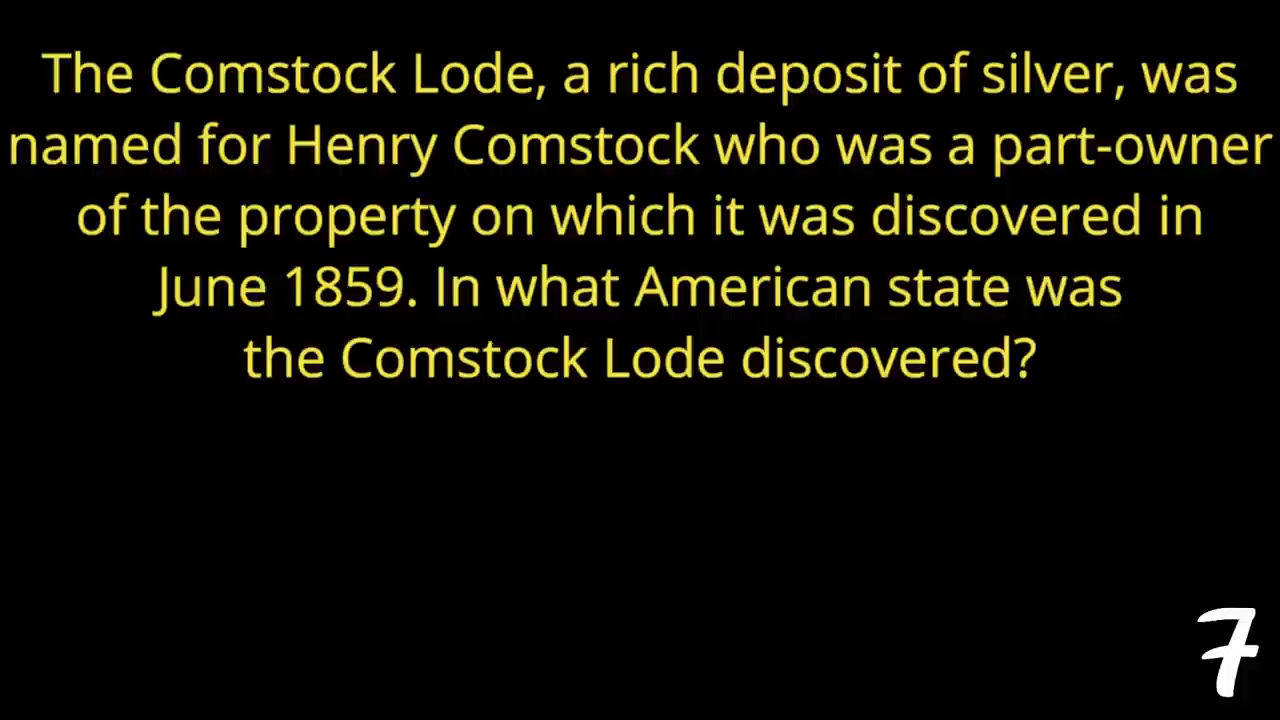 The Comstock Lode, a rich deposit of silver, was
named for Henry Comstock who was a part-owner
of the property on which it was discovered in
June 1859. In what American state was
the Comstock Lode discovered?
7